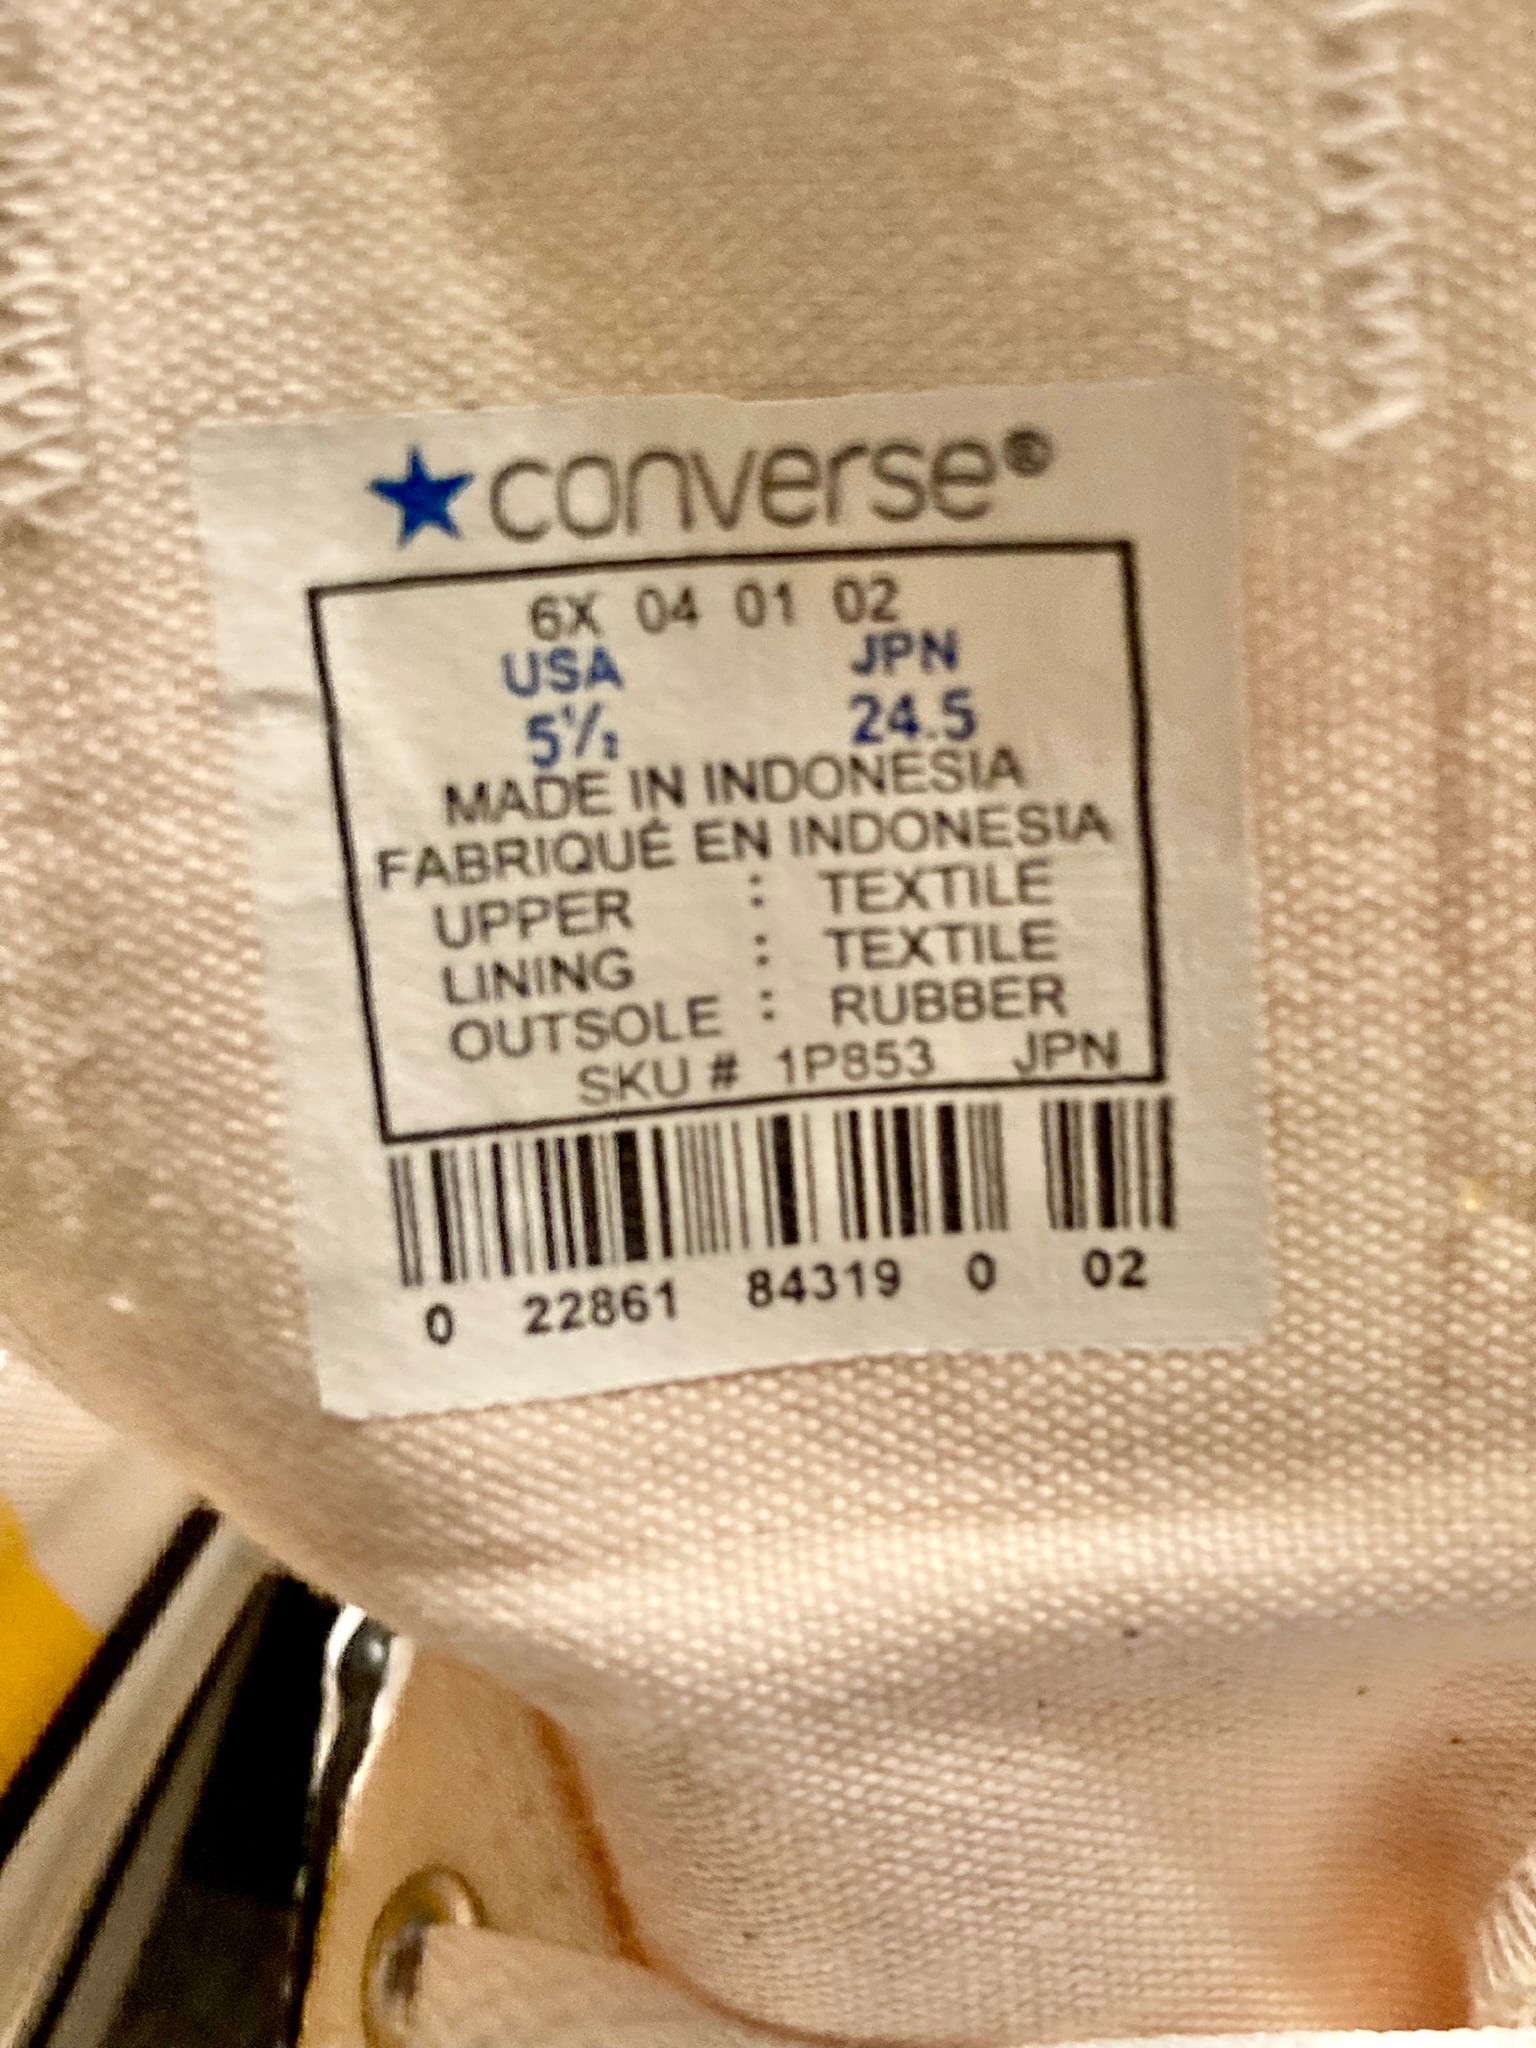 converse®
6X 04 01 02
USA JPN
5½ 24.5
MADE IN INDONESIA
FABRIQUÉ EN INDONESIA
UPPER : TEXTILE
LINING : TEXTILE
OUTSOLE : RUBBER
SKU # 1P853 JPN
0 22861 84319 0 02